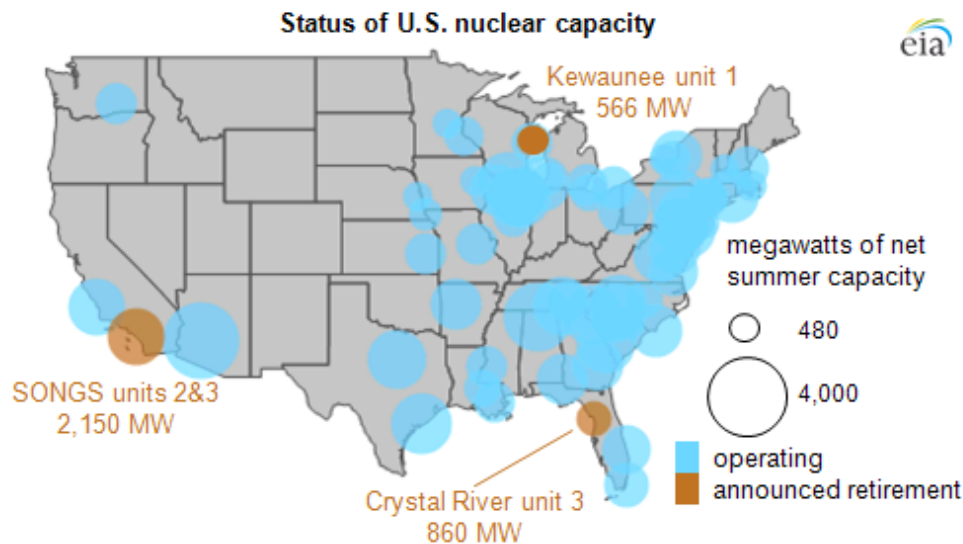 Status of U.S. nuclear capacity
eia
Kewaunee unit 1
566 MW
megawatts of net
summer capacity
480
4,000
SONGS units 2&3
2,150 MW
Crystal River unit 3
860 MW
operating
announced retirement